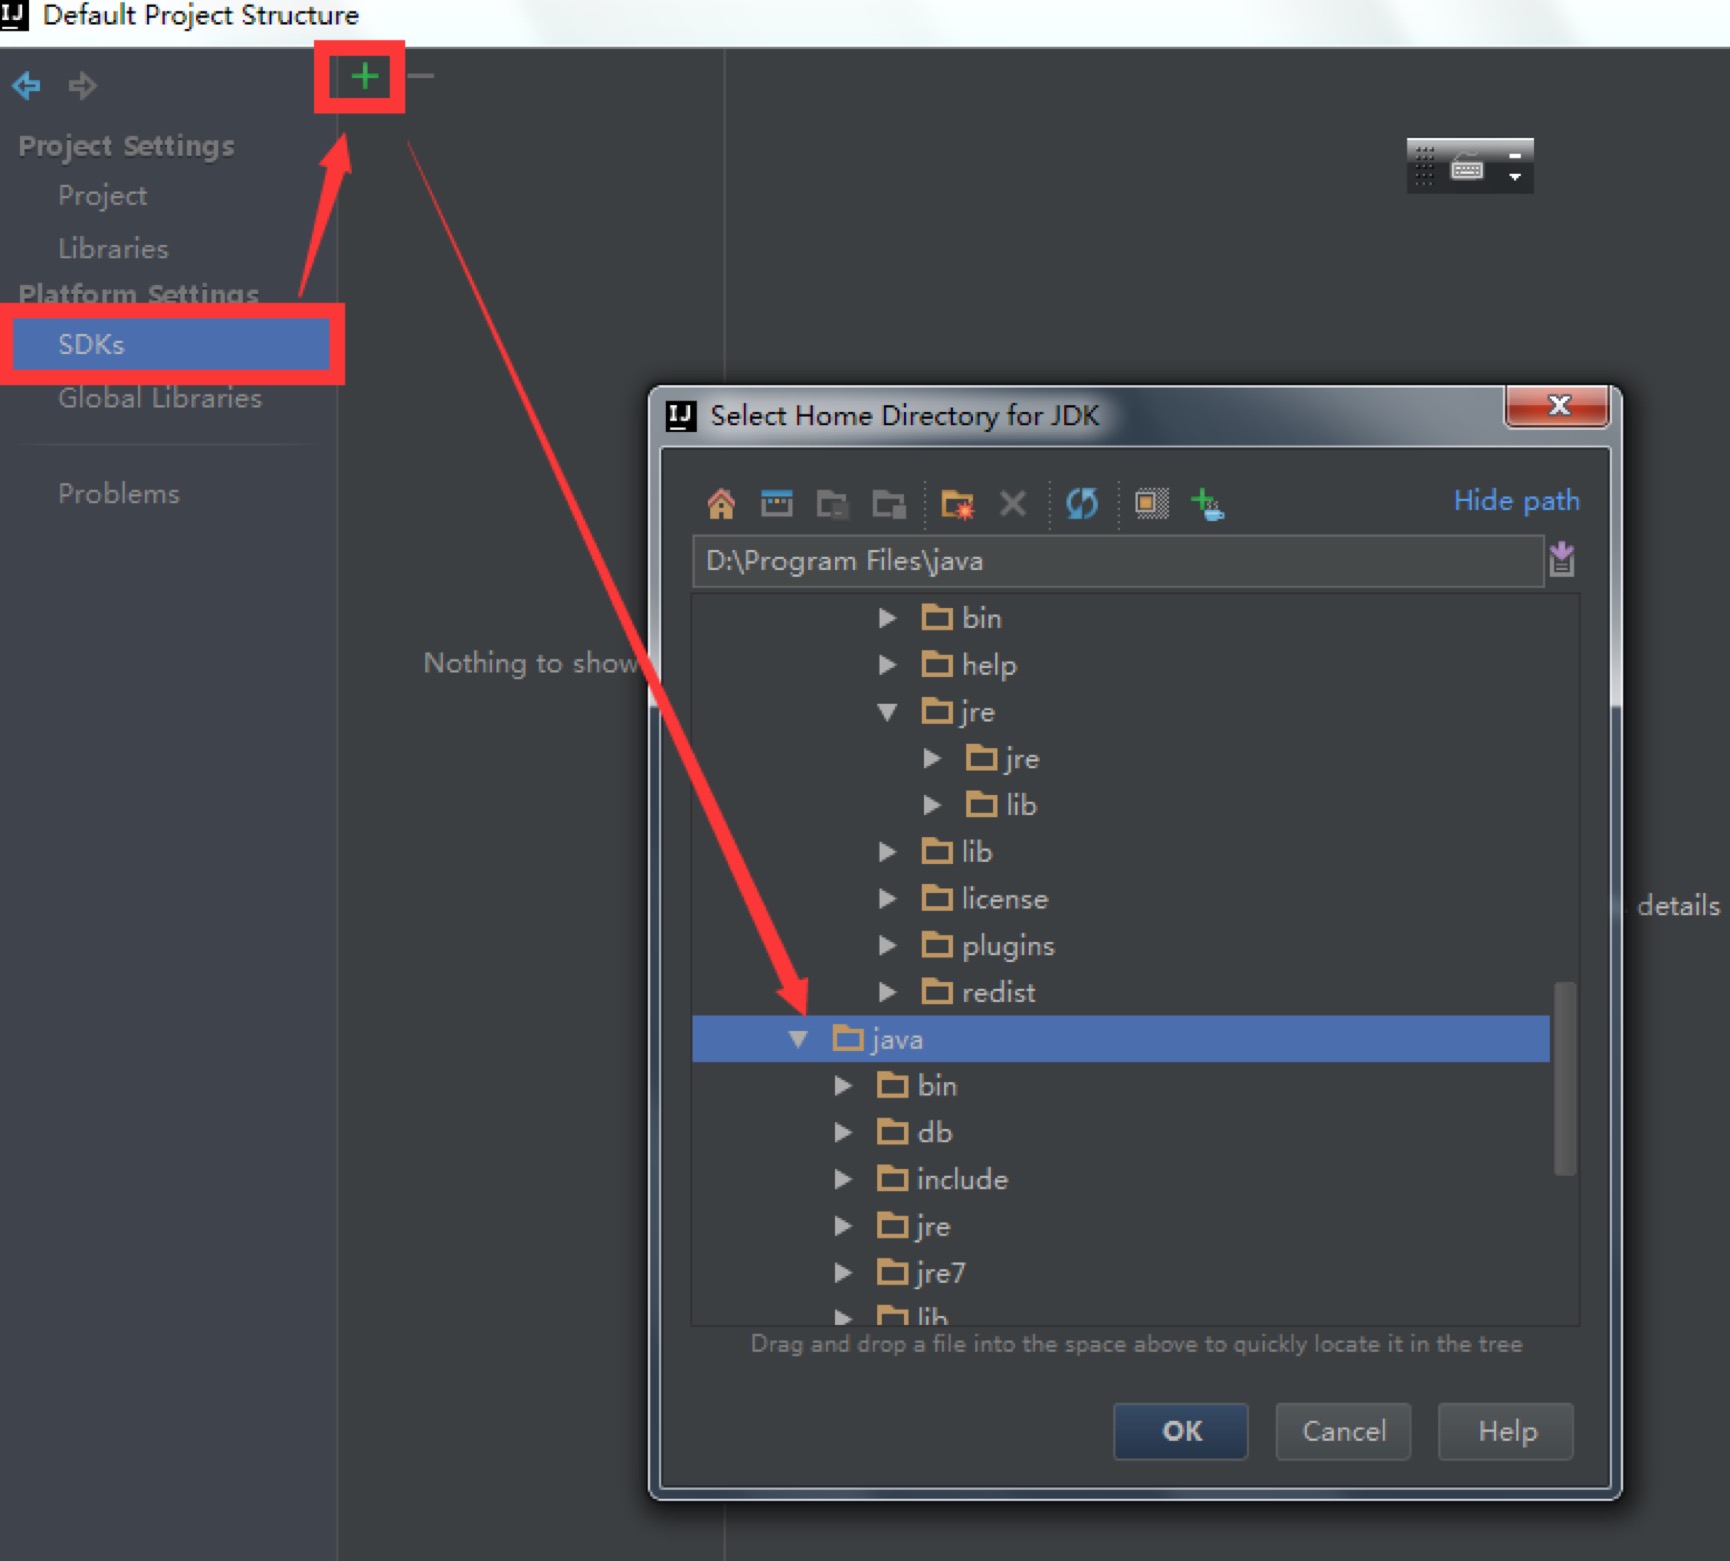 IJ Default Project Structure
Project Settings
Project
Libraries
Platform Settings
SDKs
Global Libraries
Problems
Nothing to show
details
IJ Select Home Directory for JDK
Hide path
D:\Program Files\java
bin
help
jre
jre
lib
lib
license
plugins
redist
java
bin
db
include
jre
jre7
lib
Drag and drop a file into the space above to quickly locate it in the tree
OK Cancel Help